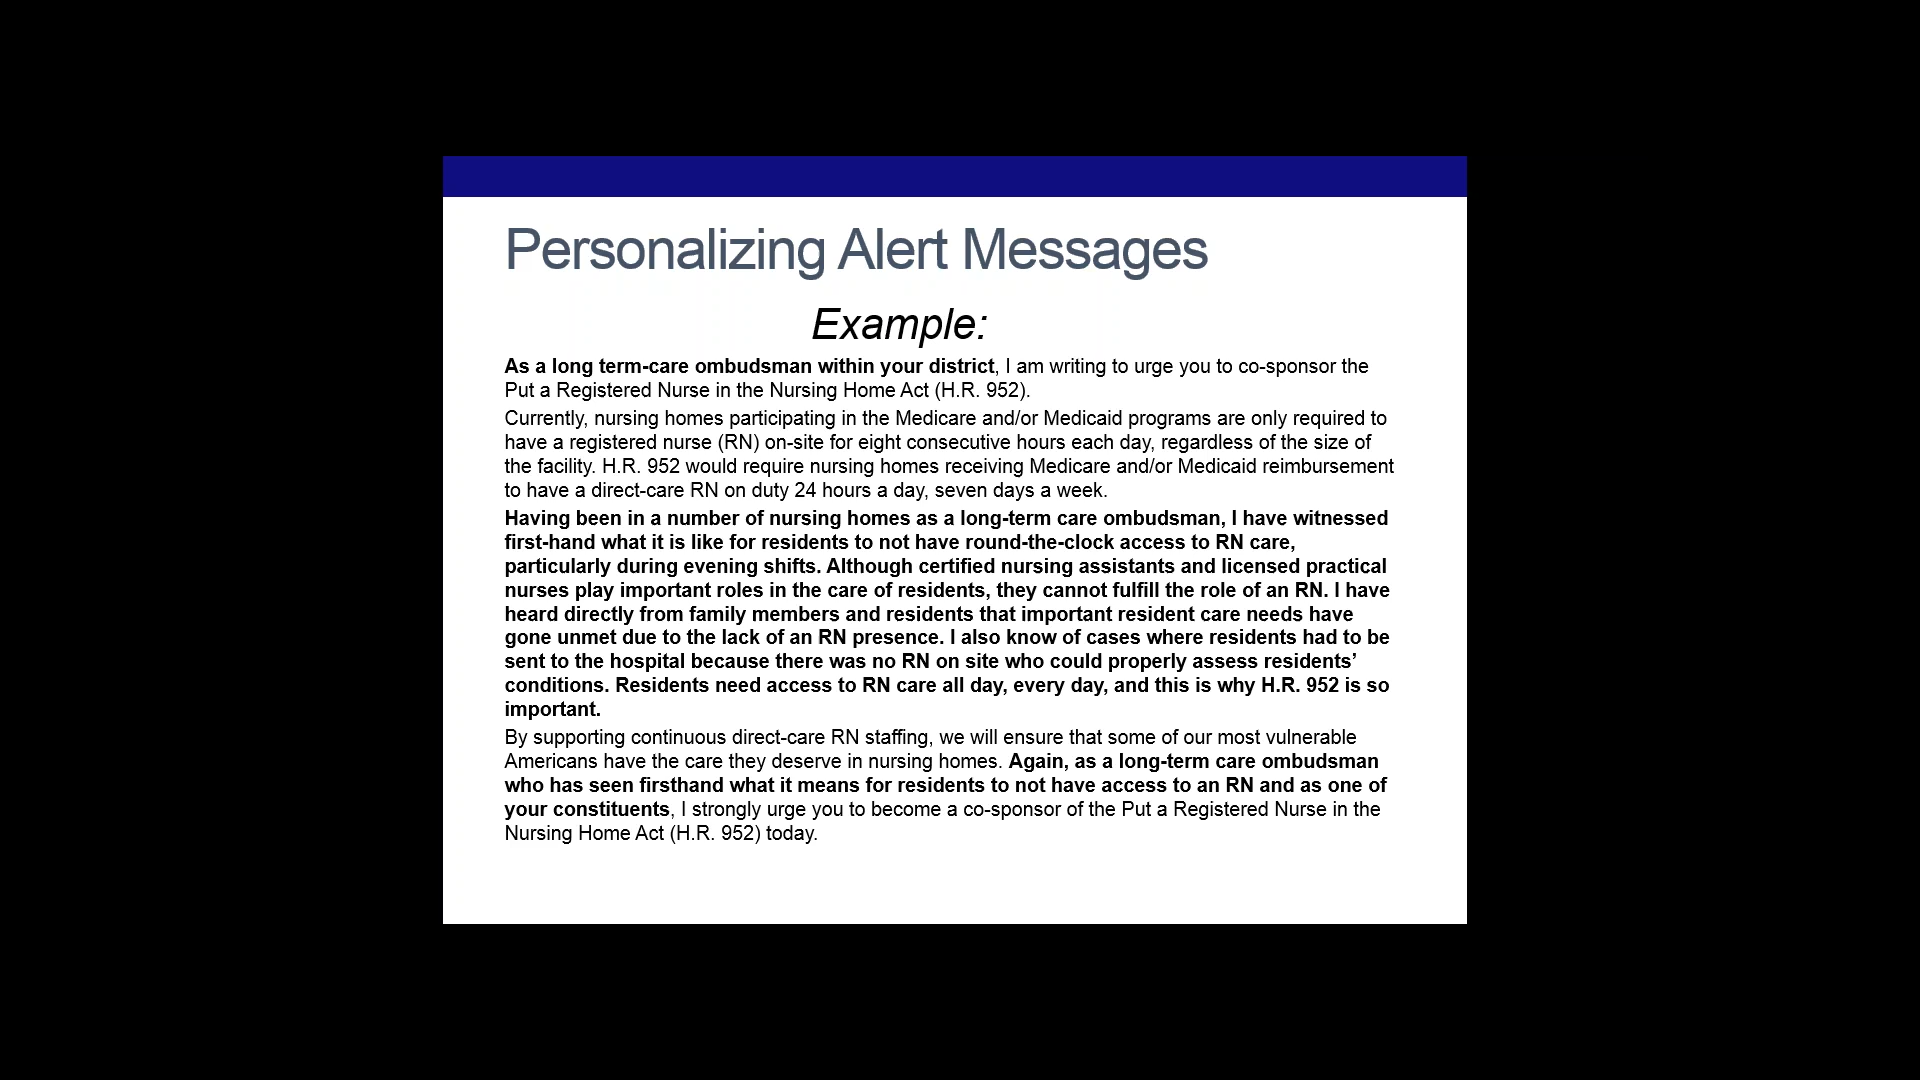 Personalizing Alert Messages
Example:
As a long term-care ombudsman within your district, I am writing to urge you to co-sponsor the
Put a Registered Nurse in the Nursing Home Act (H.R. 952).
Currently, nursing homes participating in the Medicare and/or Medicaid programs are only required to
have a registered nurse (RN) on-site for eight consecutive hours each day, regardless of the size of
the facility. H.R. 952 would require nursing homes receiving Medicare and/or Medicaid reimbursement
to have a direct-care RN on duty 24 hours a day, seven days a week.
Having been in a number of nursing homes as a long-term care ombudsman, I have witnessed
first-hand what it is like for residents to not have round-the-clock access to RN care,
particularly during evening shifts. Although certified nursing assistants and licensed practical
nurses play important roles in the care of residents, they cannot fulfill the role of an RN. I have
heard directly from family members and residents that important resident care needs have
gone unmet due to the lack of an RN presence. I also know of cases where residents had to be
sent to the hospital because there was no RN on site who could properly assess residents’
conditions. Residents need access to RN care all day, every day, and this is why H.R. 952 is so
important.
By supporting continuous direct-care RN staffing, we will ensure that some of our most vulnerable
Americans have the care they deserve in nursing homes. Again, as a long-term care ombudsman
who has seen firsthand what it means for residents to not have access to an RN and as one of
your constituents, I strongly urge you to become a co-sponsor of the Put a Registered Nurse in the
Nursing Home Act (H.R. 952) today.